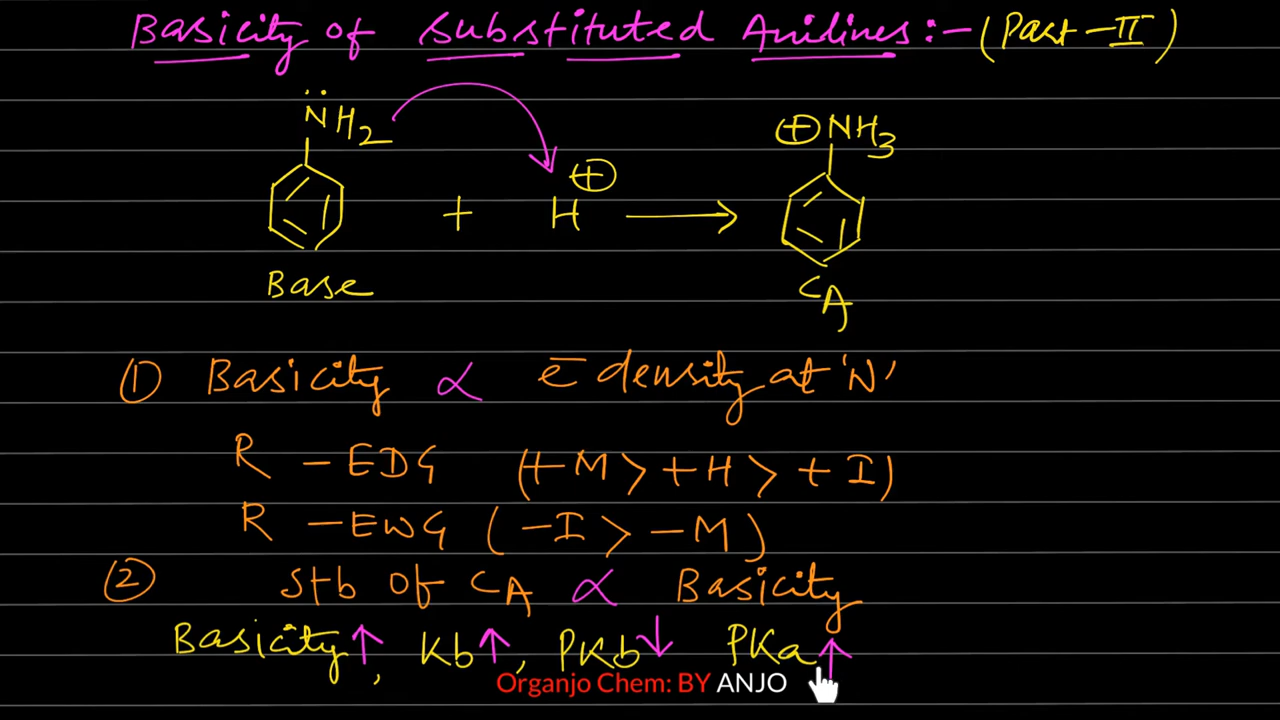 Basicity of Substituted Anilines:-(Part-II)
N̈H2
⊕NH3
+ H⊕ →
Base
CA
① Basicity ∝ ē density at 'N'
R - EDG (+M > +H > +I)
R - EWG (-I > -M)
② Stb of CA ∝ Basicity
Basicity↑, Kb↑, PKb↓ PKa↑
Organjo Chem: BY ANJO